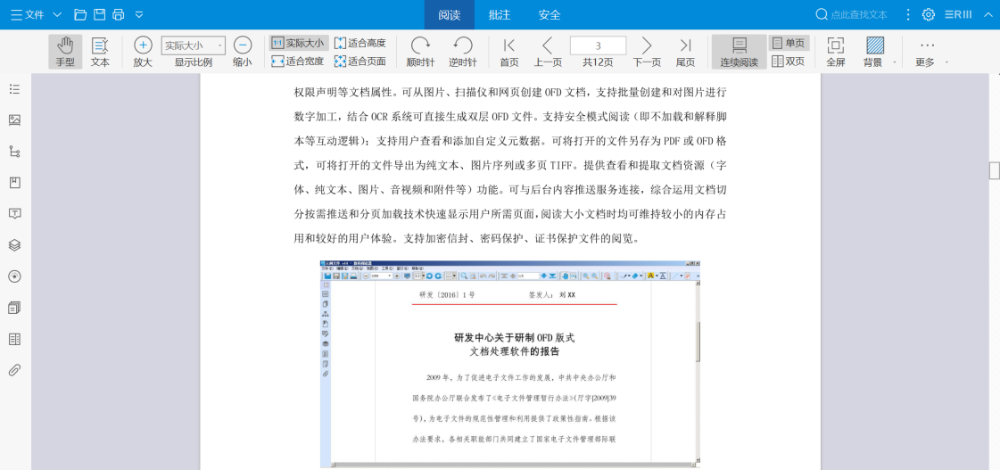 文件 阅读 批注 安全 点此查找文本
手型 文本 放大 实际大小 显示比例 缩小 1:1 实际大小 适合宽度 适合高度 适合页面 顺时针 逆时针 首页 上一页 3 共12页 下一页 尾页 连续阅读 单页 双页 全屏 背景 更多
权限声明等文档属性。可从图片、扫描仪和网页创建 OFD 文档，支持批量创建和对图片进行
数字加工，结合 OCR 系统可直接生成双层 OFD 文件。支持安全模式阅读（即不加载和解释脚
本等互动逻辑）；支持用户查看和添加自定义元数据。可将打开的文件另存为 PDF 或 OFD 格
式，可将打开的文件导出为纯文本、图片序列或多页 TIFF。提供查看和提取文档资源（字
体、纯文本、图片、音视频和附件等）功能。可与后台内容推送服务连接，综合运用文档切
分按需推送和分页加载技术快速显示用户所需页面，阅读大小文档时均可维持较小的内存占
用和较好的用户体验。支持加密信封、密码保护、证书保护文件的阅览。
研发〔2016〕1 号 签发人： 刘 XX
研发中心关于研制 OFD 版式
文档处理软件的报告
2009 年，为了促进电子文件工作的发展，中共中央办公厅和
国务院办公厅联合发布了《电子文件管理暂行办法》(厅字[2009]39
号)，为电子文件的规范性管理和利用提供了政策性指南。根据该
办法要求，各相关职能部门共同建立了国家电子文件管理部际联